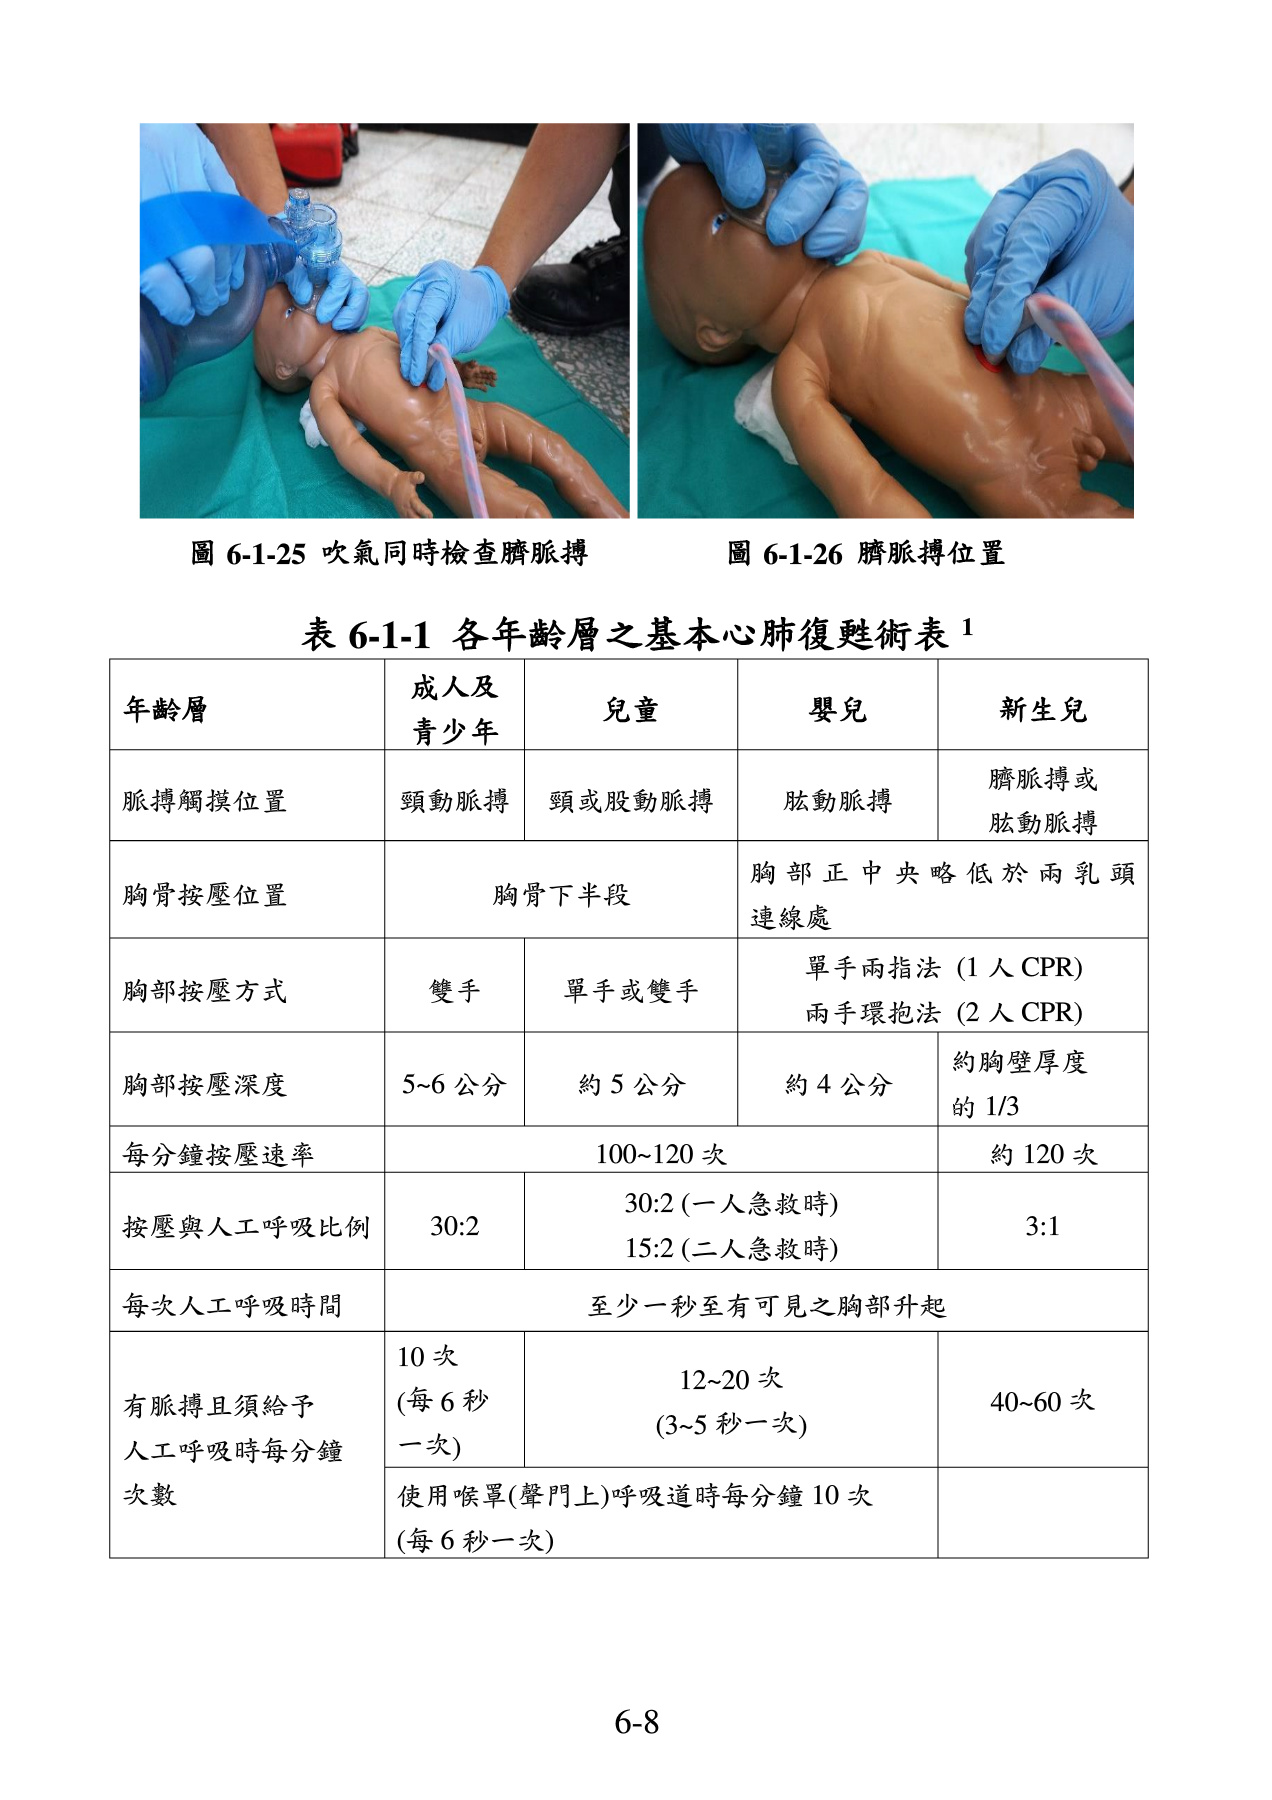 圖 6-1-25 吹氣同時檢查臍脈搏
圖 6-1-26 臍脈搏位置
表 6-1-1 各年齡層之基本心肺復甦術表 1
年齡層
成人及
青少年
兒童
嬰兒
新生兒
脈搏觸摸位置
頸動脈搏
頸或股動脈搏
肱動脈搏
臍脈搏或
肱動脈搏
胸骨按壓位置
胸骨下半段
胸部正中央略低於兩乳頭
連線處
胸部按壓方式
雙手
單手或雙手
單手兩指法 (1 人 CPR)
兩手環抱法 (2 人 CPR)
胸部按壓深度
5~6 公分
約 5 公分
約 4 公分
約胸壁厚度
的 1/3
每分鐘按壓速率
100~120 次
約 120 次
按壓與人工呼吸比例
30:2
30:2 (一人急救時)
15:2 (二人急救時)
3:1
每次人工呼吸時間
至少一秒至有可見之胸部升起
有脈搏且須給予
人工呼吸時每分鐘
次數
10 次
(每 6 秒
一次)
12~20 次
(3~5 秒一次)
40~60 次
使用喉罩(聲門上)呼吸道時每分鐘 10 次
(每 6 秒一次)
6-8